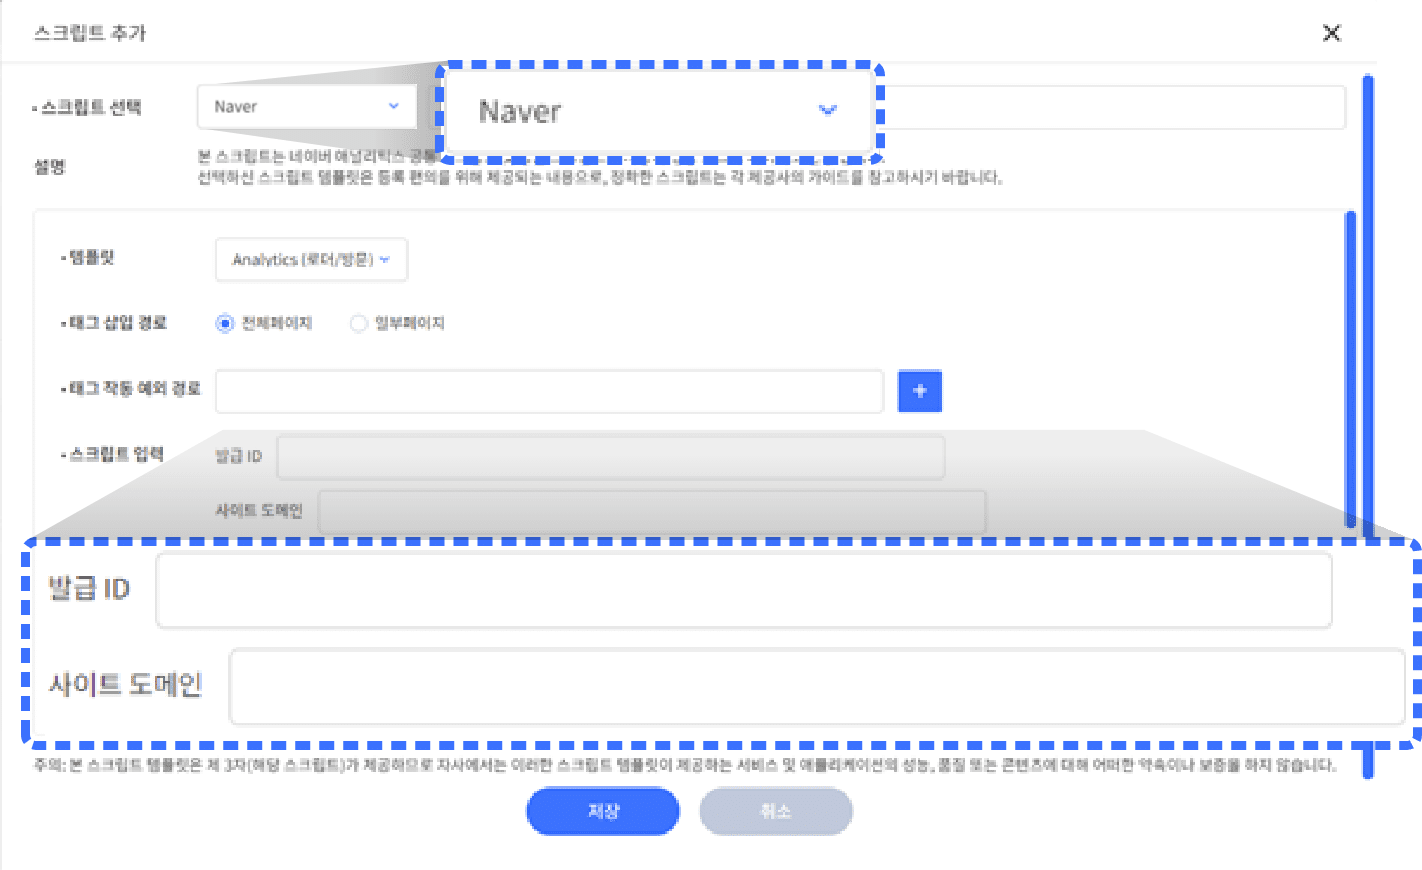 스크립트 추가
• 스크립트 선택
Naver
Naver
설명
본 스크립트는 네이버 애널리틱스 공통
선택하신 스크립트 템플릿은 등록 편의를 위해 제공되는 내용으로, 정확한 스크립트는 각 제공사의 가이드를 참고하시기 바랍니다.
• 템플릿
Analytics (로더/방문)
• 태그 삽입 경로
전체페이지
일부페이지
• 태그 작동 예외 경로
+
• 스크립트 입력
발급 ID
사이트 도메인
발급 ID
사이트 도메인
주의: 본 스크립트 템플릿은 제 3자(해당 스크립트)가 제공하므로 자사에서는 이러한 스크립트 템플릿이 제공하는 서비스 및 애플리케이션의 성능, 품질 또는 콘텐츠에 대해 어떠한 약속이나 보증을 하지 않습니다.
저장
취소